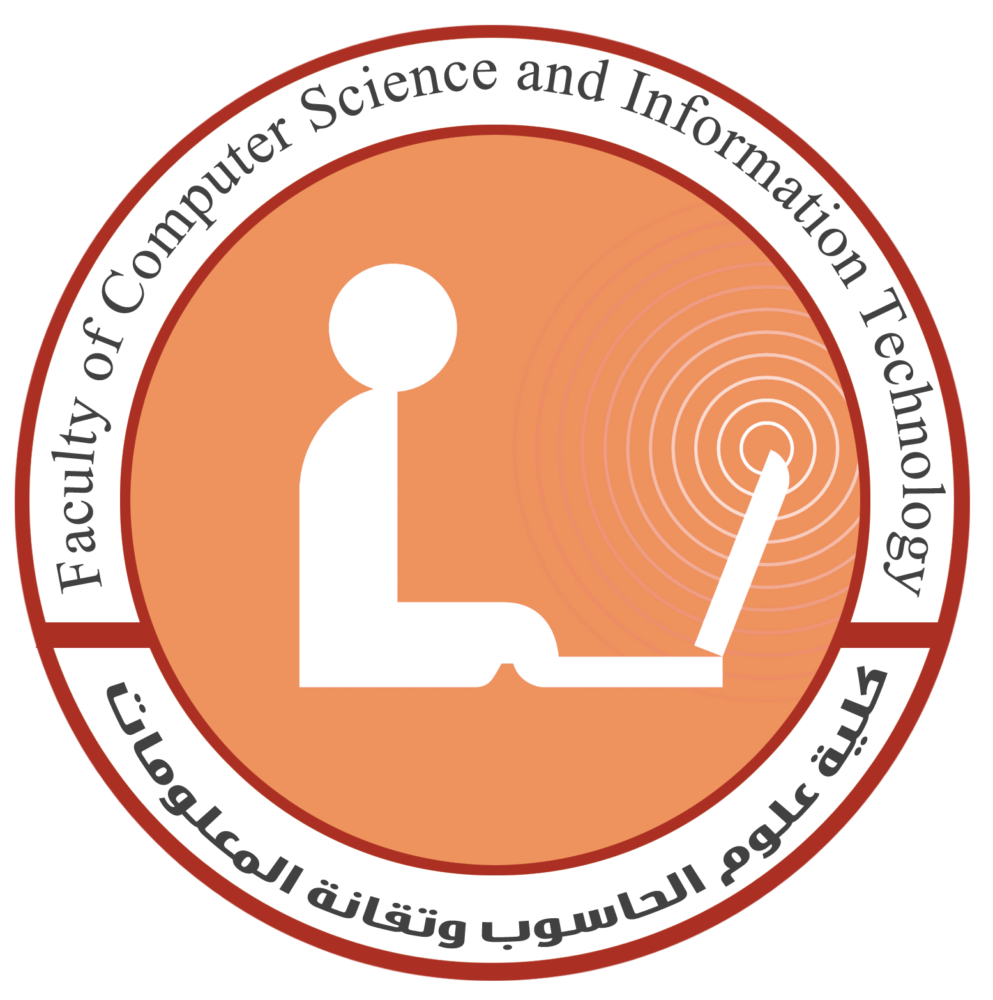 Faculty of Computer Science and Information Technology
كلية علوم الحاسوب وتقانة المعلومات